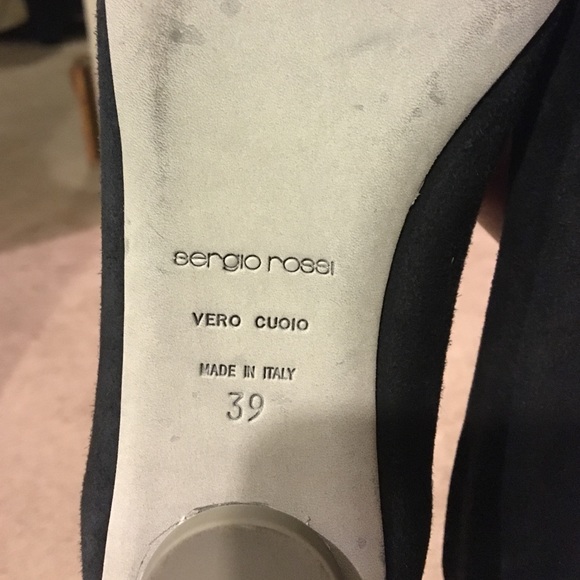 sergio rossi
VERO CUOIO
MADE IN ITALY
39